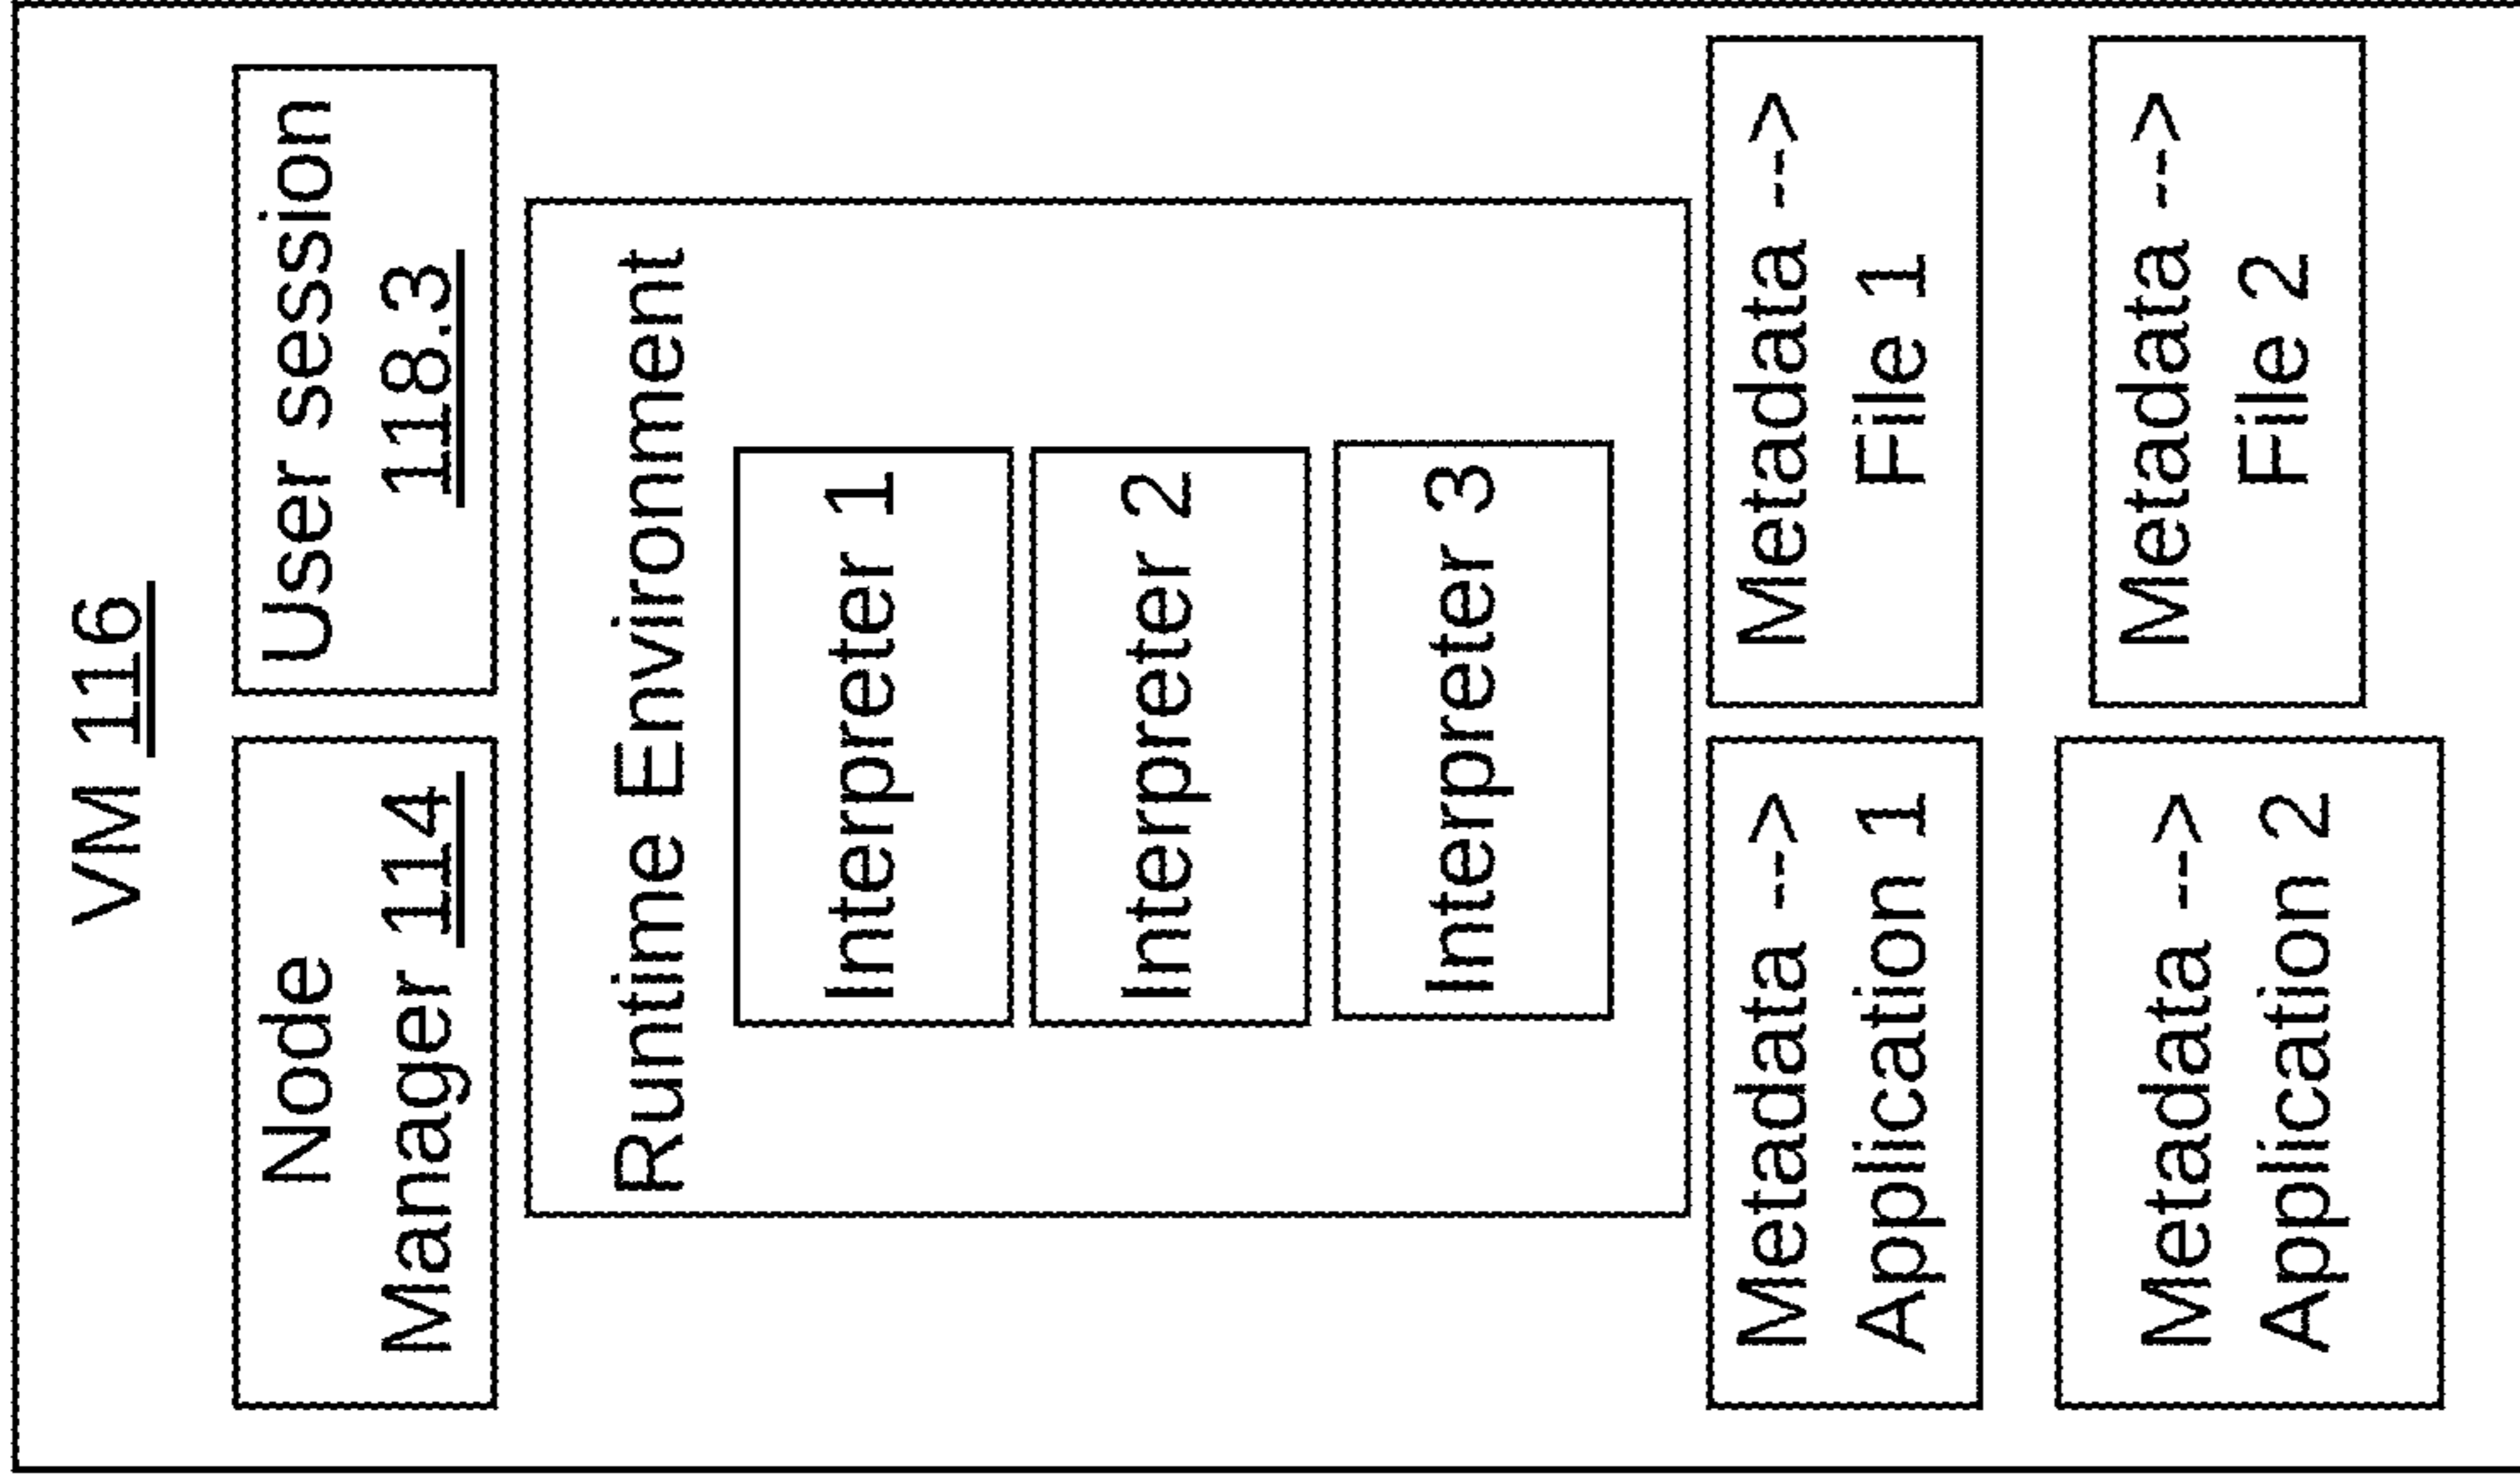 VM 116
Node
Manager 114
User session
118.3
Runtime Environment
Interpreter 1
Interpreter 2
Interpreter 3
Metadata -->
Application 1
Metadata -->
File 1
Metadata -->
Application 2
Metadata -->
File 2